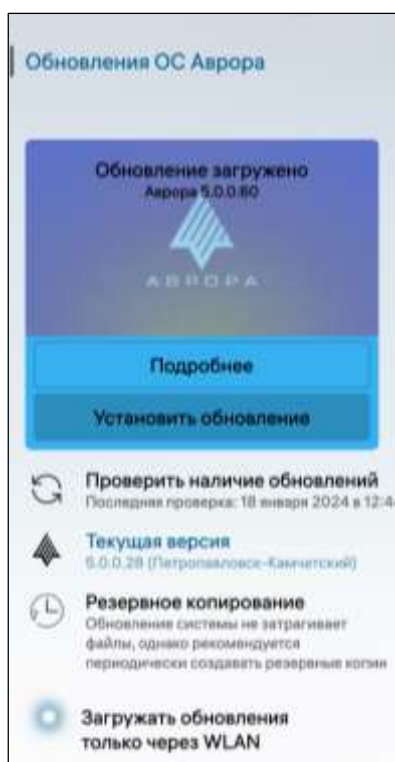 Обновления ОС Аврора
Обновление загружено
Аврора 5.0.0.60
АВРОРА
Подробнее
Установить обновление
Проверить наличие обновлений
Последняя проверка: 18 января 2024 в 12:4
Текущая версия
5.0.0.28 (Петропавловск-Камчатский)
Резервное копирование
Обновление системы не затрагивает
файлы, однако рекомендуется
периодически создавать резервные копии
Загружать обновления
только через WLAN